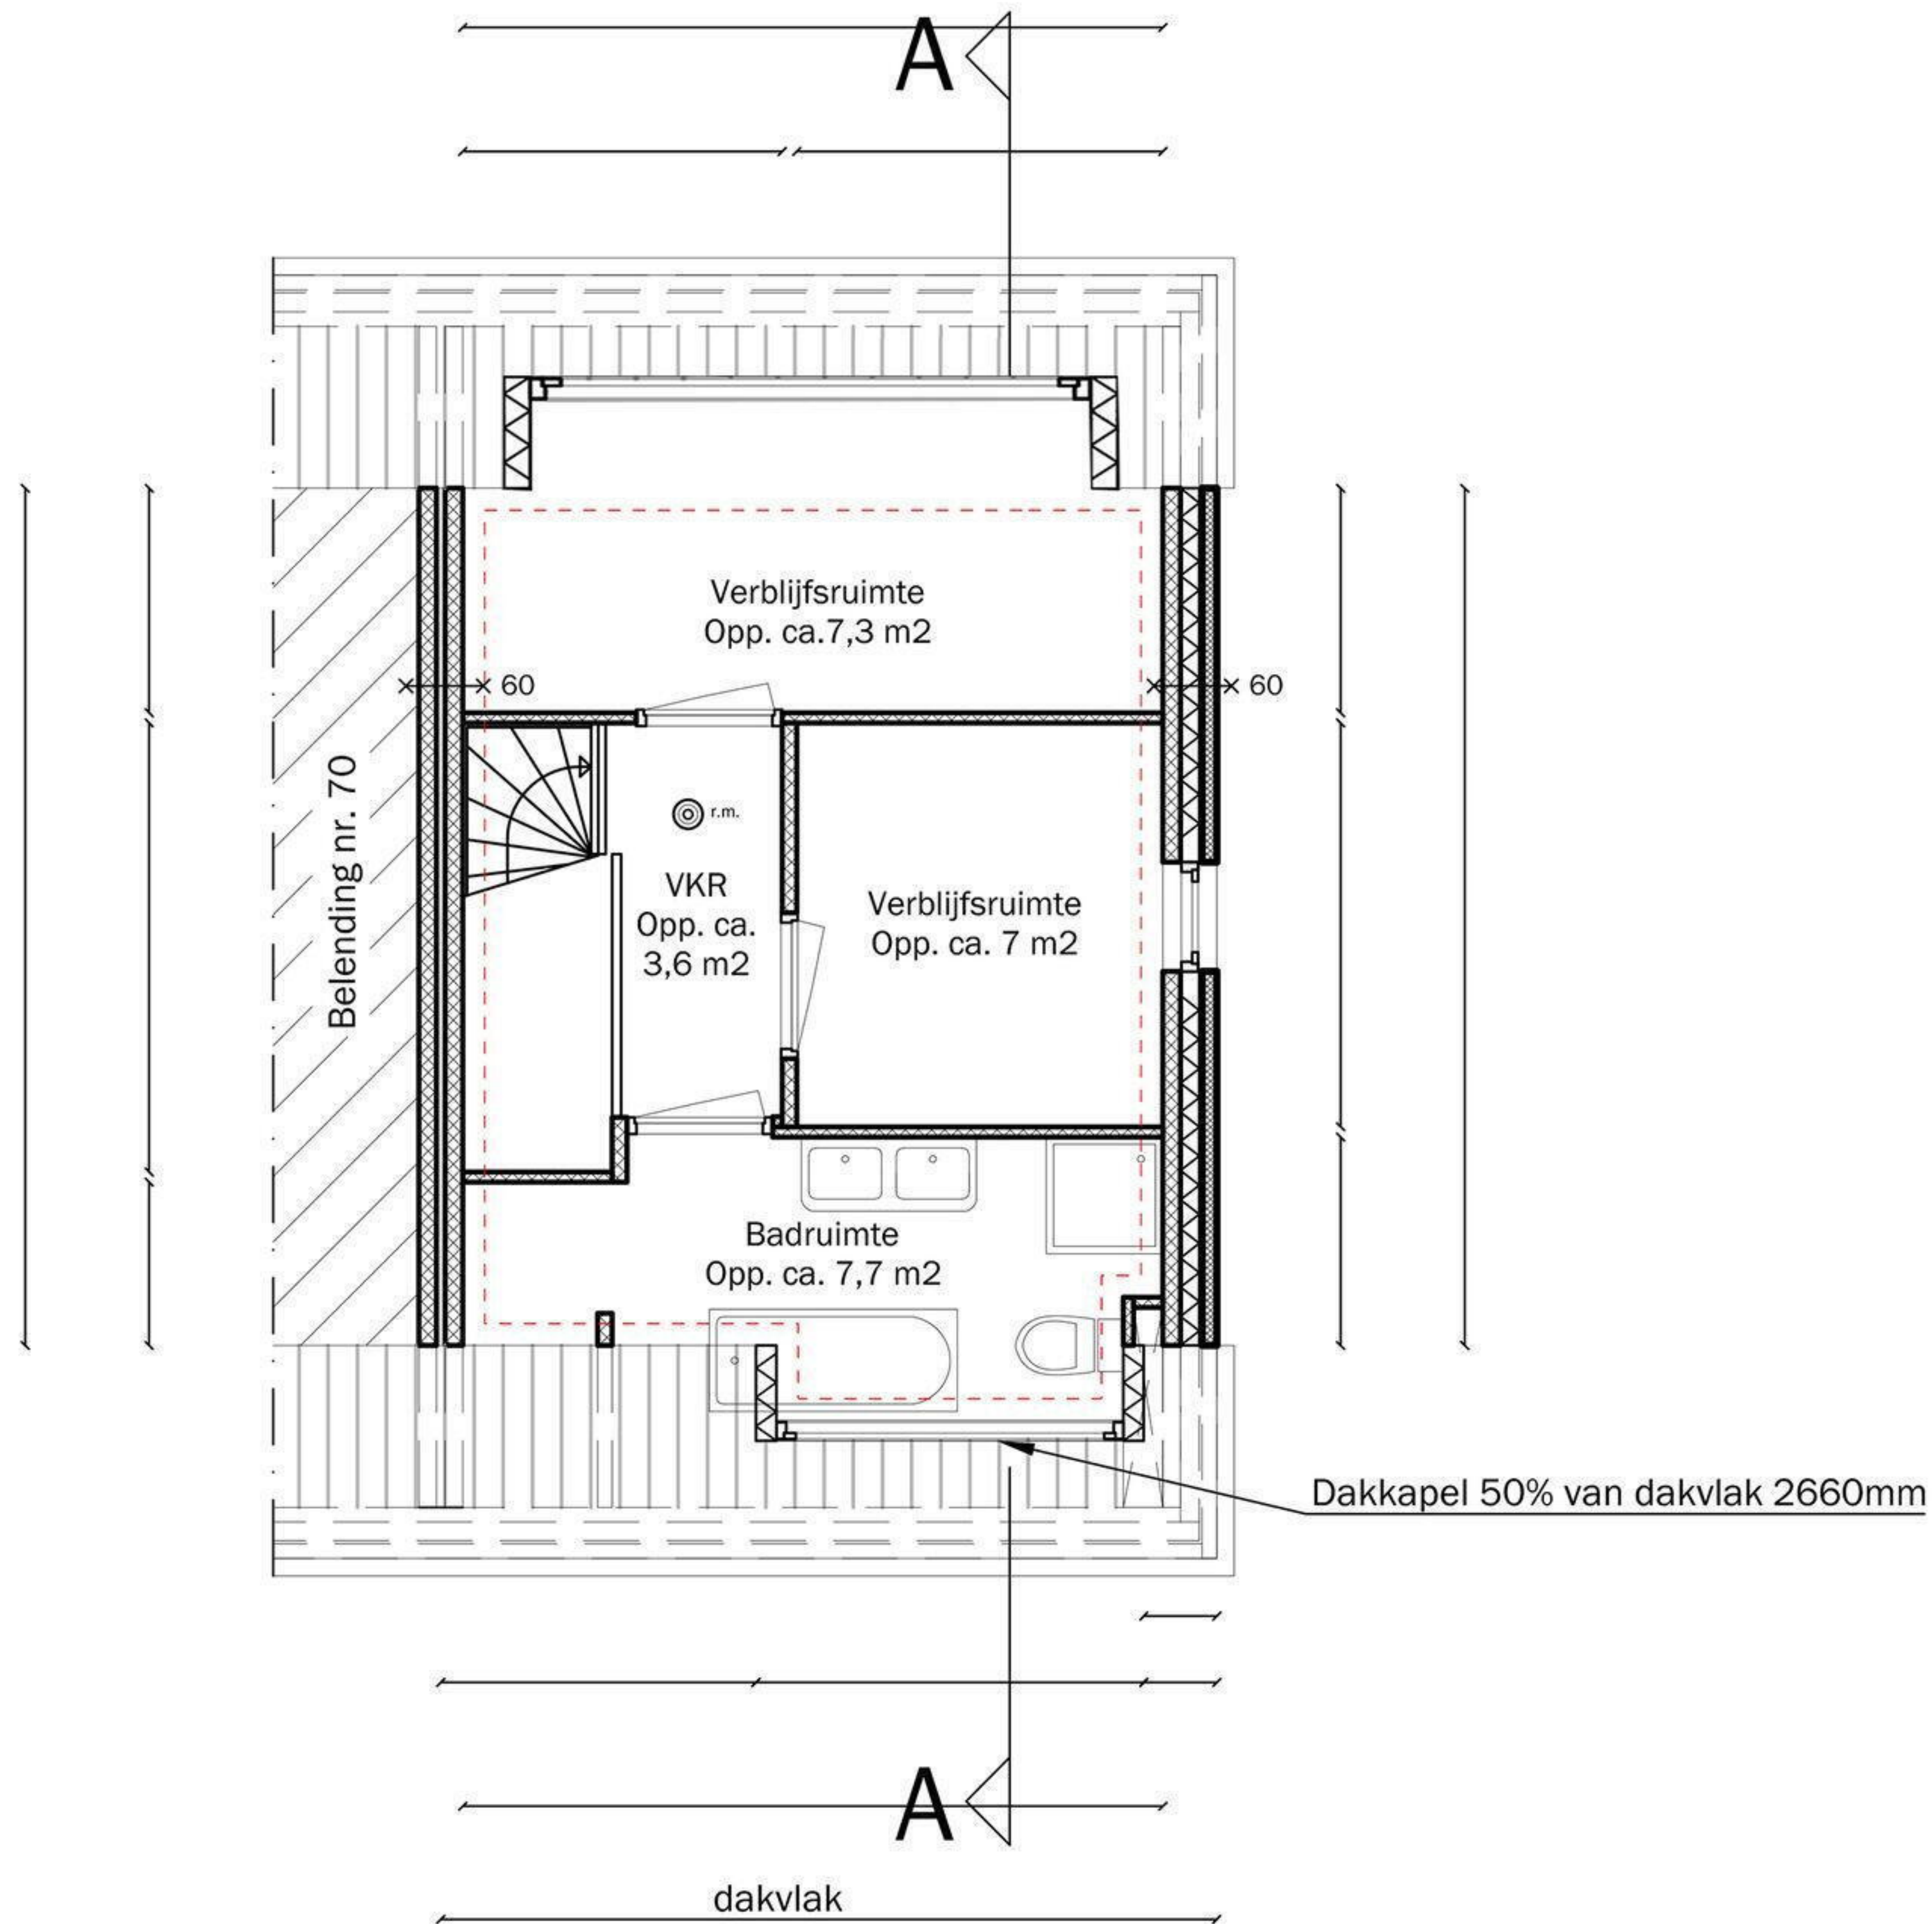 A
Verblijfsruimte
Opp. ca.7,3 m2
60
60
Belending nr. 70
r.m.
VKR
Opp. ca.
3,6 m2
Verblijfsruimte
Opp. ca. 7 m2
Badruimte
Opp. ca. 7,7 m2
Dakkapel 50% van dakvlak 2660mm
A
dakvlak